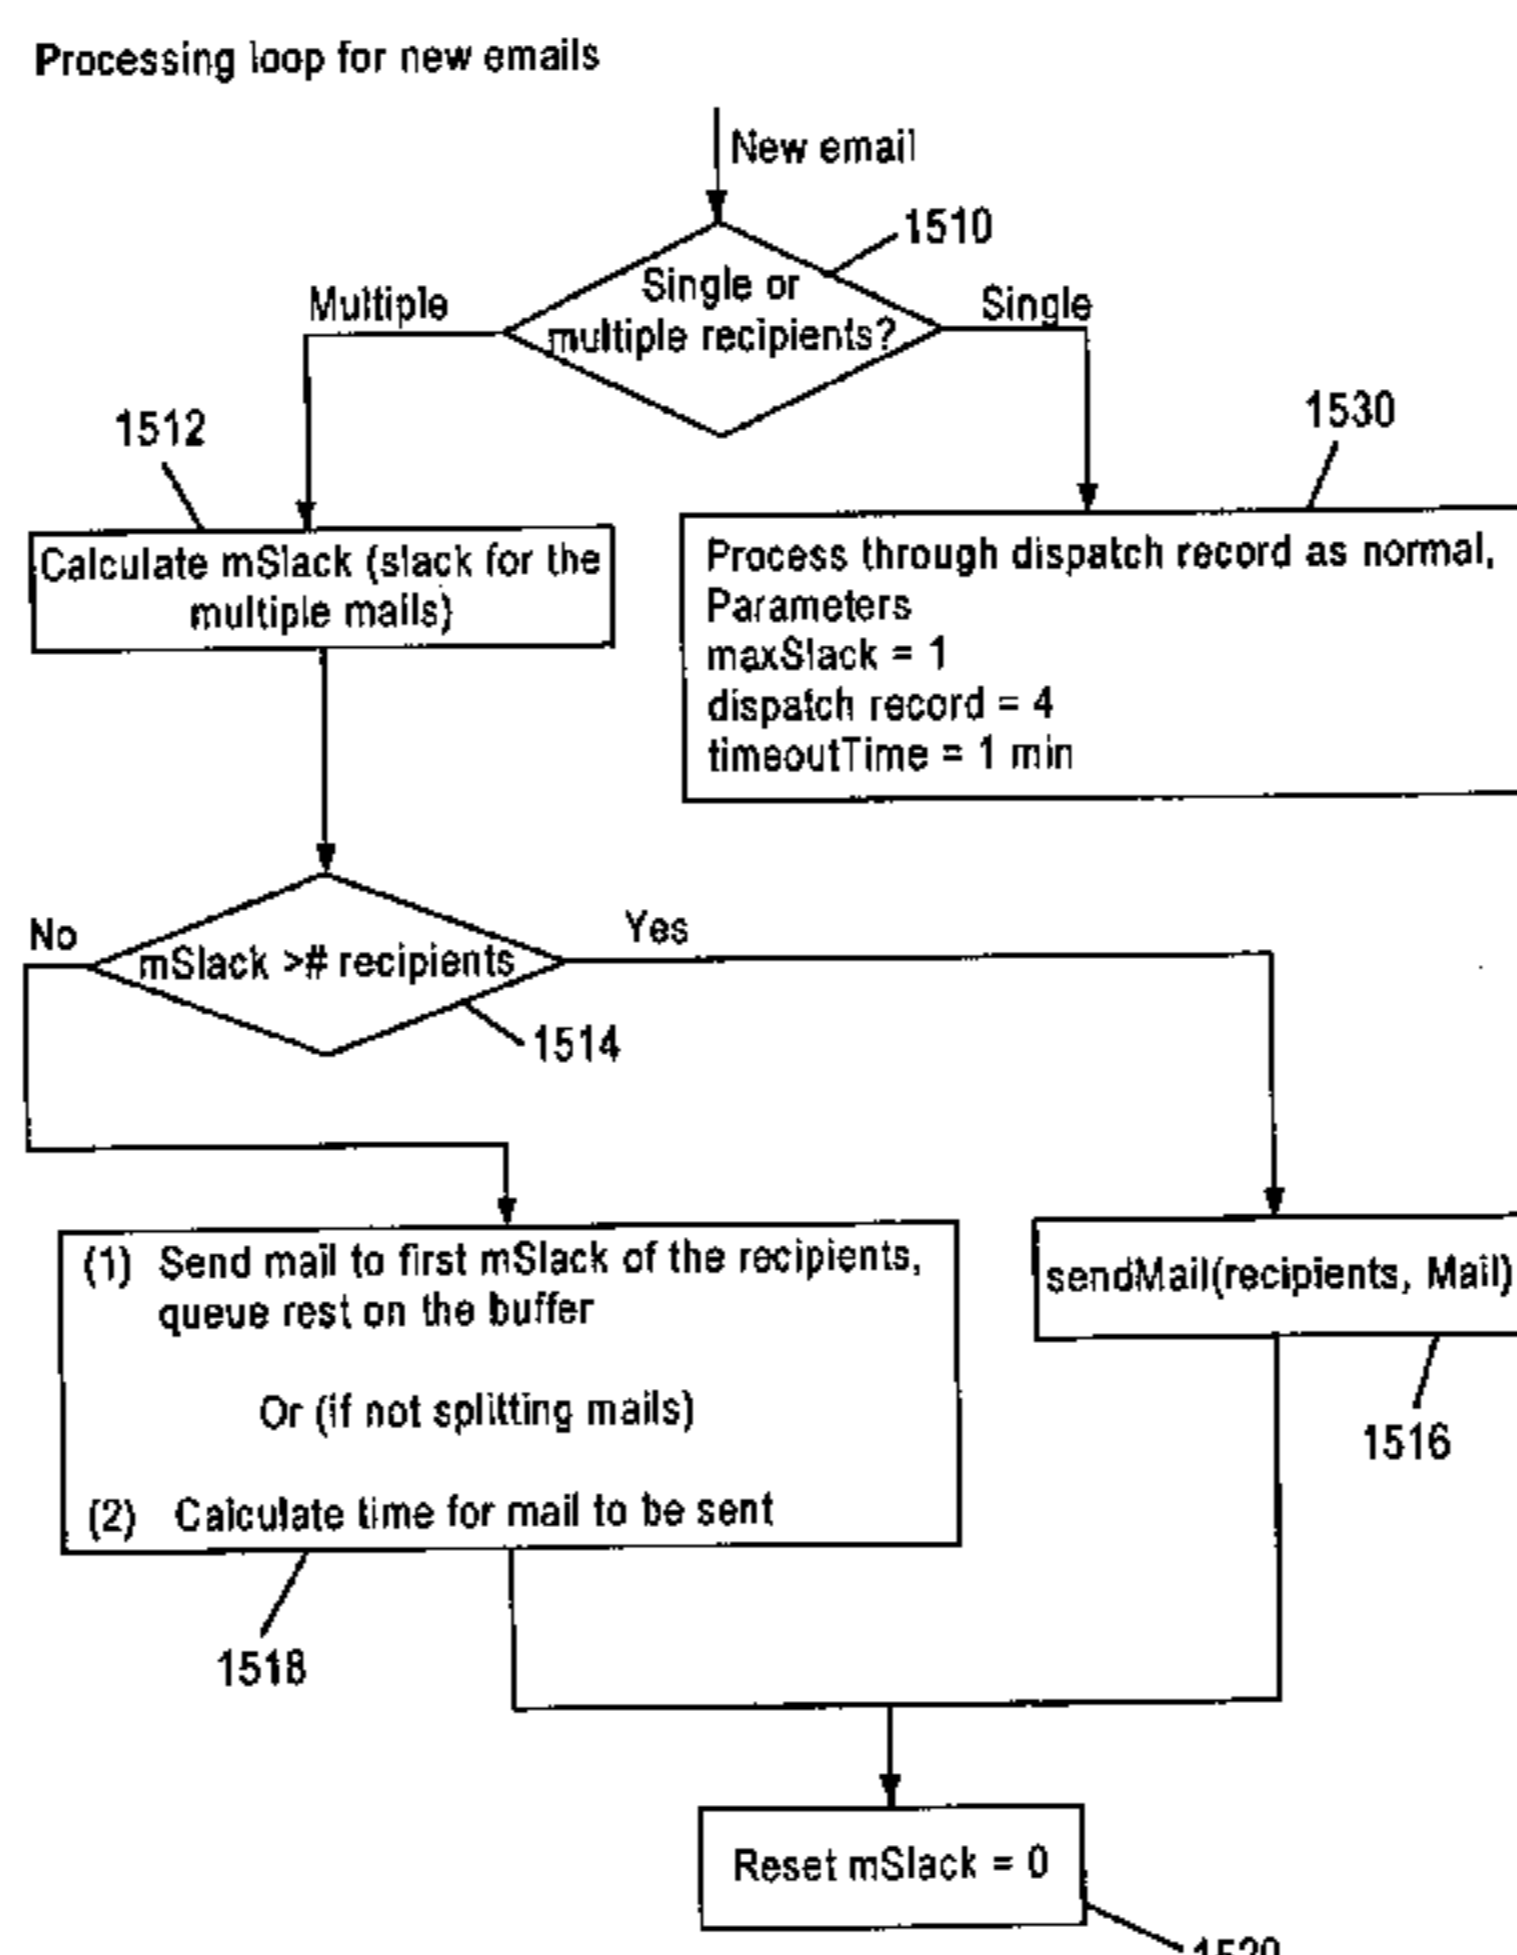 Processing loop for new emails
New email
1510
Single or
multiple recipients?
Multiple
Single
1512
1530
Calculate mSlack (slack for the
multiple mails)
Process through dispatch record as normal,
Parameters
maxSlack = 1
dispatch record = 4
timeoutTime = 1 min
No
mSlack ># recipients
Yes
1514
(1) Send mail to first mSlack of the recipients,
queue rest on the buffer
Or (if not splitting mails)
(2) Calculate time for mail to be sent
sendMail(recipients, Mail)
1516
1518
Reset mSlack = 0